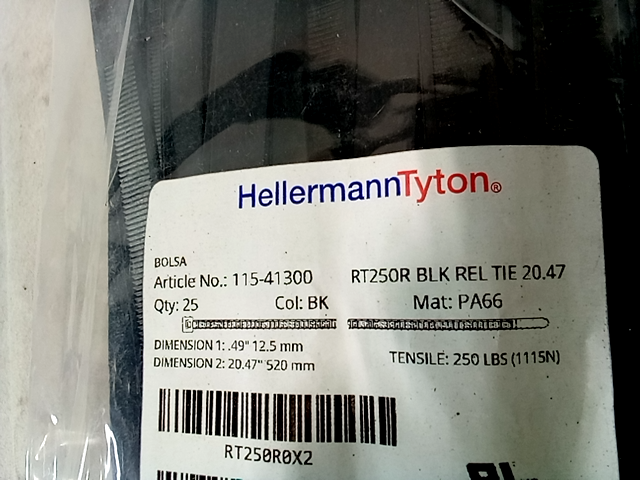 HellermannTyton®
BOLSA
Article No.: 115-41300 RT250R BLK REL TIE 20.47
Qty: 25 Col: BK Mat: PA66
DIMENSION 1: .49" 12.5 mm
DIMENSION 2: 20.47" 520 mm TENSILE: 250 LBS (1115N)
RT250R0X2